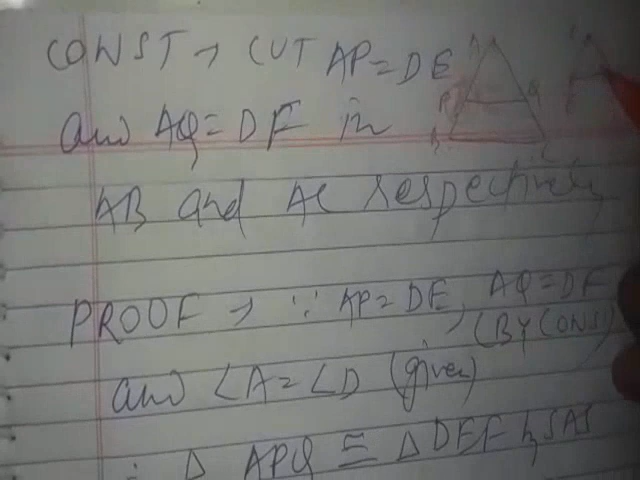 CONST → CUT AP = DE
and AQ = DF in
AB and AC respectively
PROOF → ∵ AP = DE, AQ = DF
(BY CONS)
and ∠A = ∠D (given)
∴ Δ APQ ≅ Δ DEF by SAS